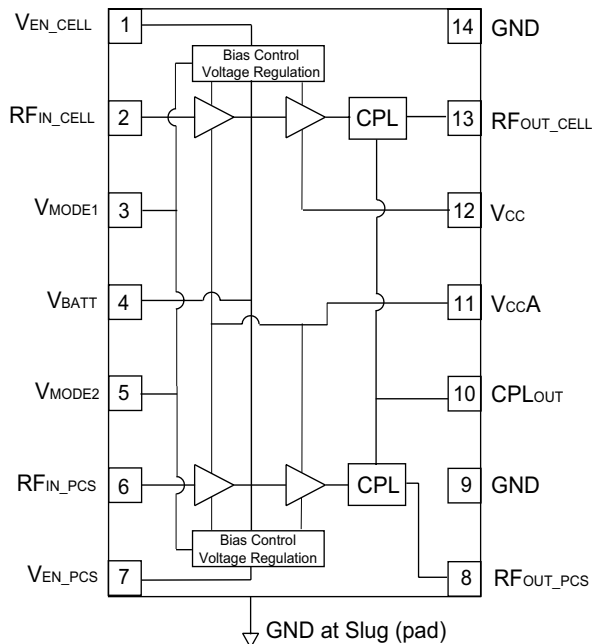 VEN_CELL 1 14 GND
Bias Control
Voltage Regulation
RFIN_CELL 2 CPL 13 RFOUT_CELL
VMODE1 3 12 VCC
VBATT 4 11 VCCA
VMODE2 5 10 CPLOUT
RFIN_PCS 6 CPL 9 GND
Bias Control
Voltage Regulation
VEN_PCS 7 8 RFOUT_PCS
GND at Slug (pad)